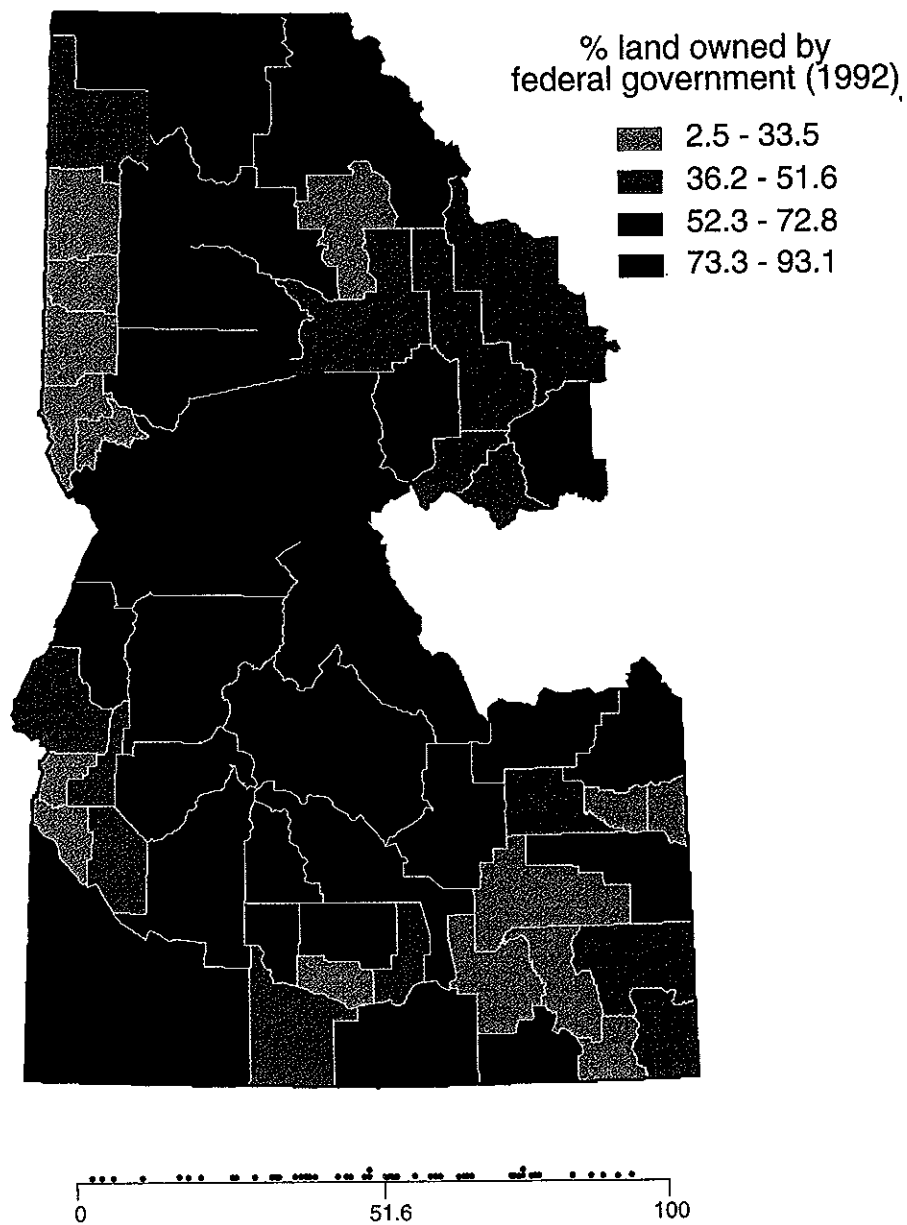 % land owned by
federal government (1992)
2.5 - 33.5
36.2 - 51.6
52.3 - 72.8
73.3 - 93.1
0 51.6 100